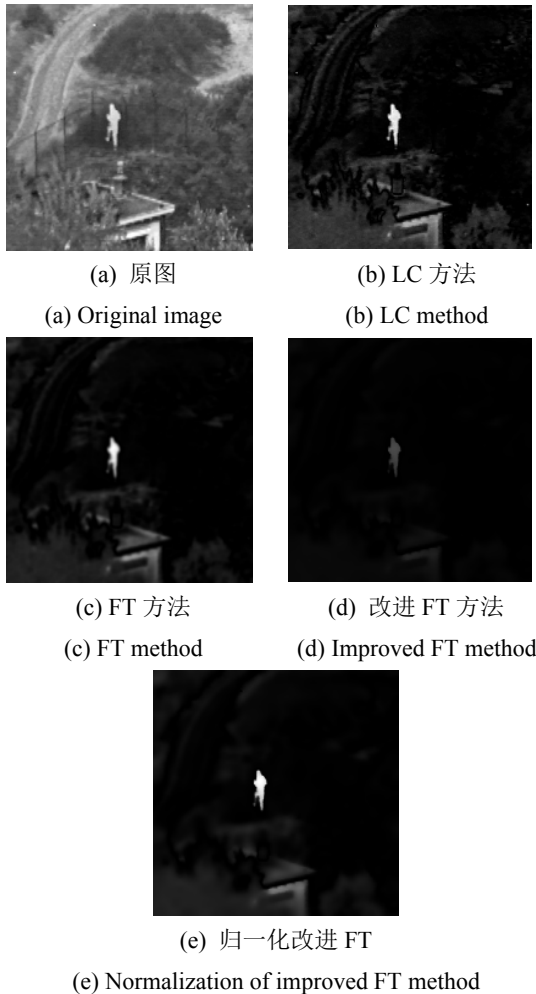 (a) 原图
(b) LC 方法
(a) Original image
(b) LC method
(c) FT 方法
(d) 改进 FT 方法
(c) FT method
(d) Improved FT method
(e) 归一化改进 FT
(e) Normalization of improved FT method